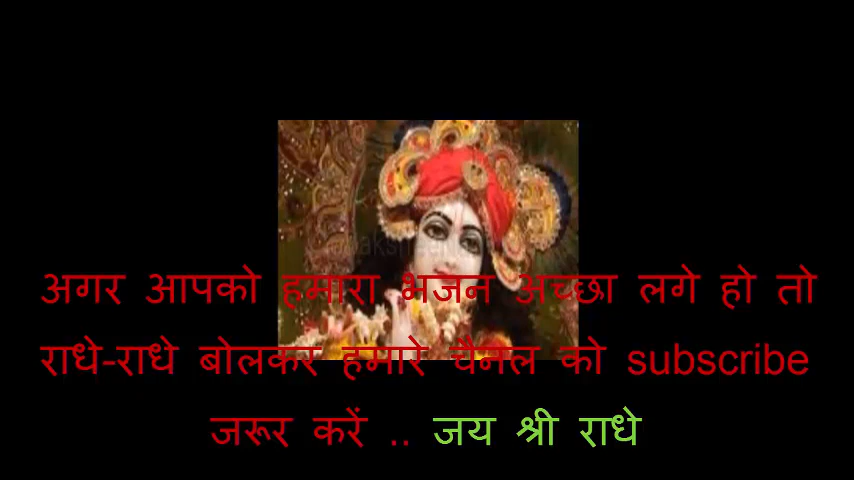 अगर आपको हमारा भजन अच्छा लगे हो तो
राधे-राधे बोलकर हमारे चैनल को subscribe
जरूर करें .. जय श्री राधे